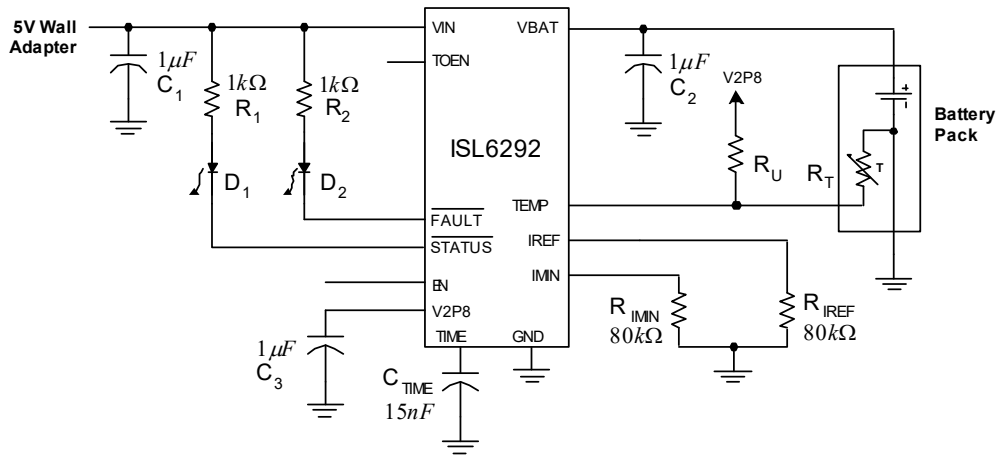 5V Wall
Adapter
1µF
C1
1kΩ
R1
1kΩ
R2
D1
D2
VIN
TOEN
FAULT
STATUS
EN
V2P8
TIME
GND
ISL6292
VBAT
TEMP
IREF
IMIN
1µF
C2
V2P8
RU
RT
T
+
Battery
Pack
RIMIN
80kΩ
RIREF
80kΩ
1µF
C3
CTIME
15nF